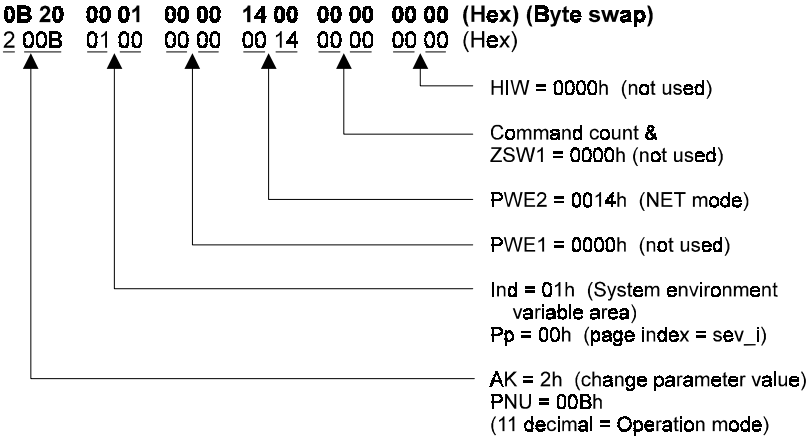 0B 20 00 01 00 00 14 00 00 00 00 00 (Hex) (Byte swap)
2 00B 01 00 00 00 00 14 00 00 00 00 (Hex)
HIW = 0000h (not used)
Command count &
ZSW1 = 0000h (not used)
PWE2 = 0014h (NET mode)
PWE1 = 0000h (not used)
Ind = 01h (System environment
variable area)
Pp = 00h (page index = sev_i)
AK = 2h (change parameter value)
PNU = 00Bh
(11 decimal = Operation mode)